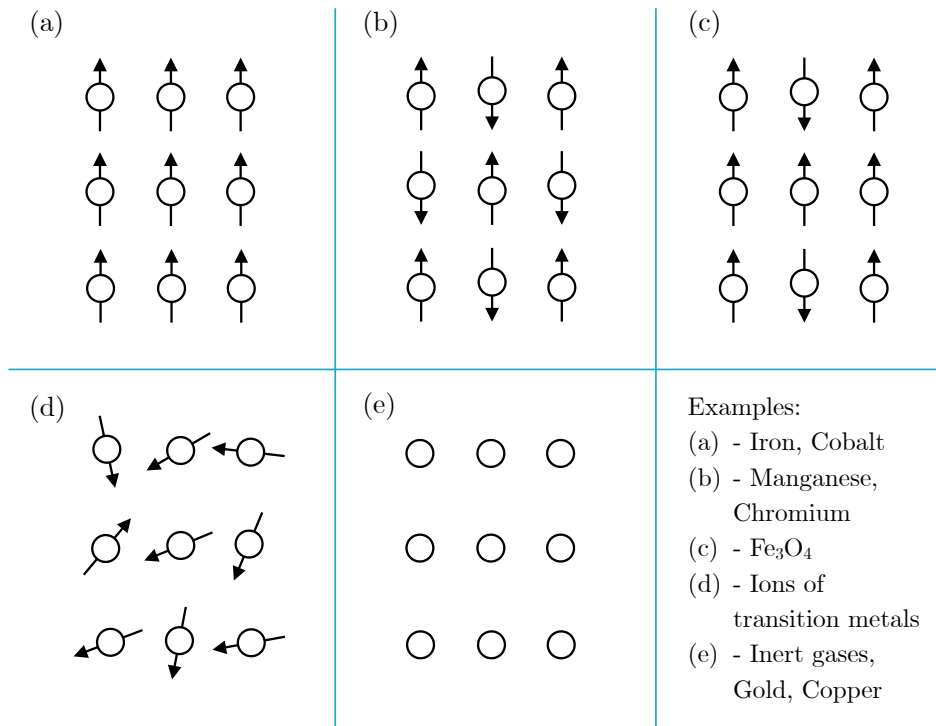 (a)
(b)
(c)
(d)
(e)
Examples:
(a) - Iron, Cobalt
(b) - Manganese,
Chromium
(c) - Fe₃O₄
(d) - Ions of
transition metals
(e) - Inert gases,
Gold, Copper